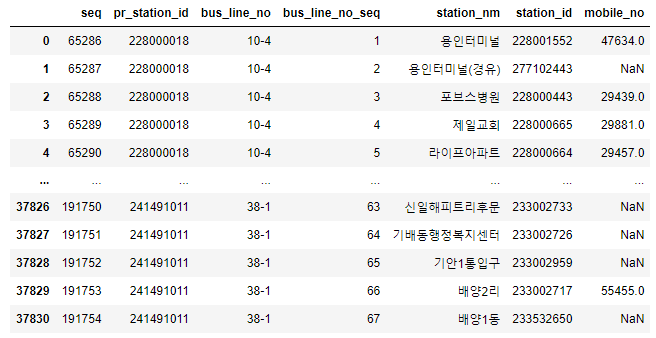 seq pr_station_id bus_line_no bus_line_no_seq station_nm station_id mobile_no
0 65286 228000018 10-4 1 용인터미널 228001552 47634.0
1 65287 228000018 10-4 2 용인터미널(경유) 277102443 NaN
2 65288 228000018 10-4 3 포브스병원 228000443 29439.0
3 65289 228000018 10-4 4 제일교회 228000665 29881.0
4 65290 228000018 10-4 5 라이프아파트 228000664 29457.0
... ... ... ... ... ... ... ...
37826 191750 241491011 38-1 63 신일해피트리후문 233002733 NaN
37827 191751 241491011 38-1 64 기배동행정복지센터 233002726 NaN
37828 191752 241491011 38-1 65 기안1통입구 233002959 NaN
37829 191753 241491011 38-1 66 배양2리 233002717 55455.0
37830 191754 241491011 38-1 67 배양1동 233532650 NaN